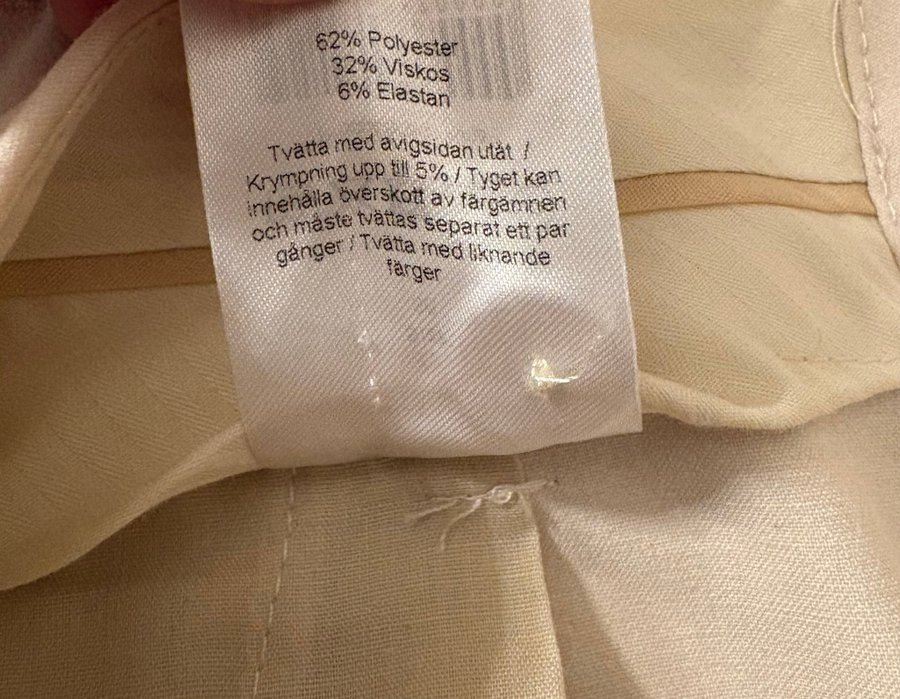 62% Polyester
32% Viskos
6% Elastan
Tvätta med avigsidan utåt /
Krympning upp till 5% / Tyget kan
innehålla överskott av färgämnen
och måste tvättas separat ett par
gånger / Tvätta med liknande
färger